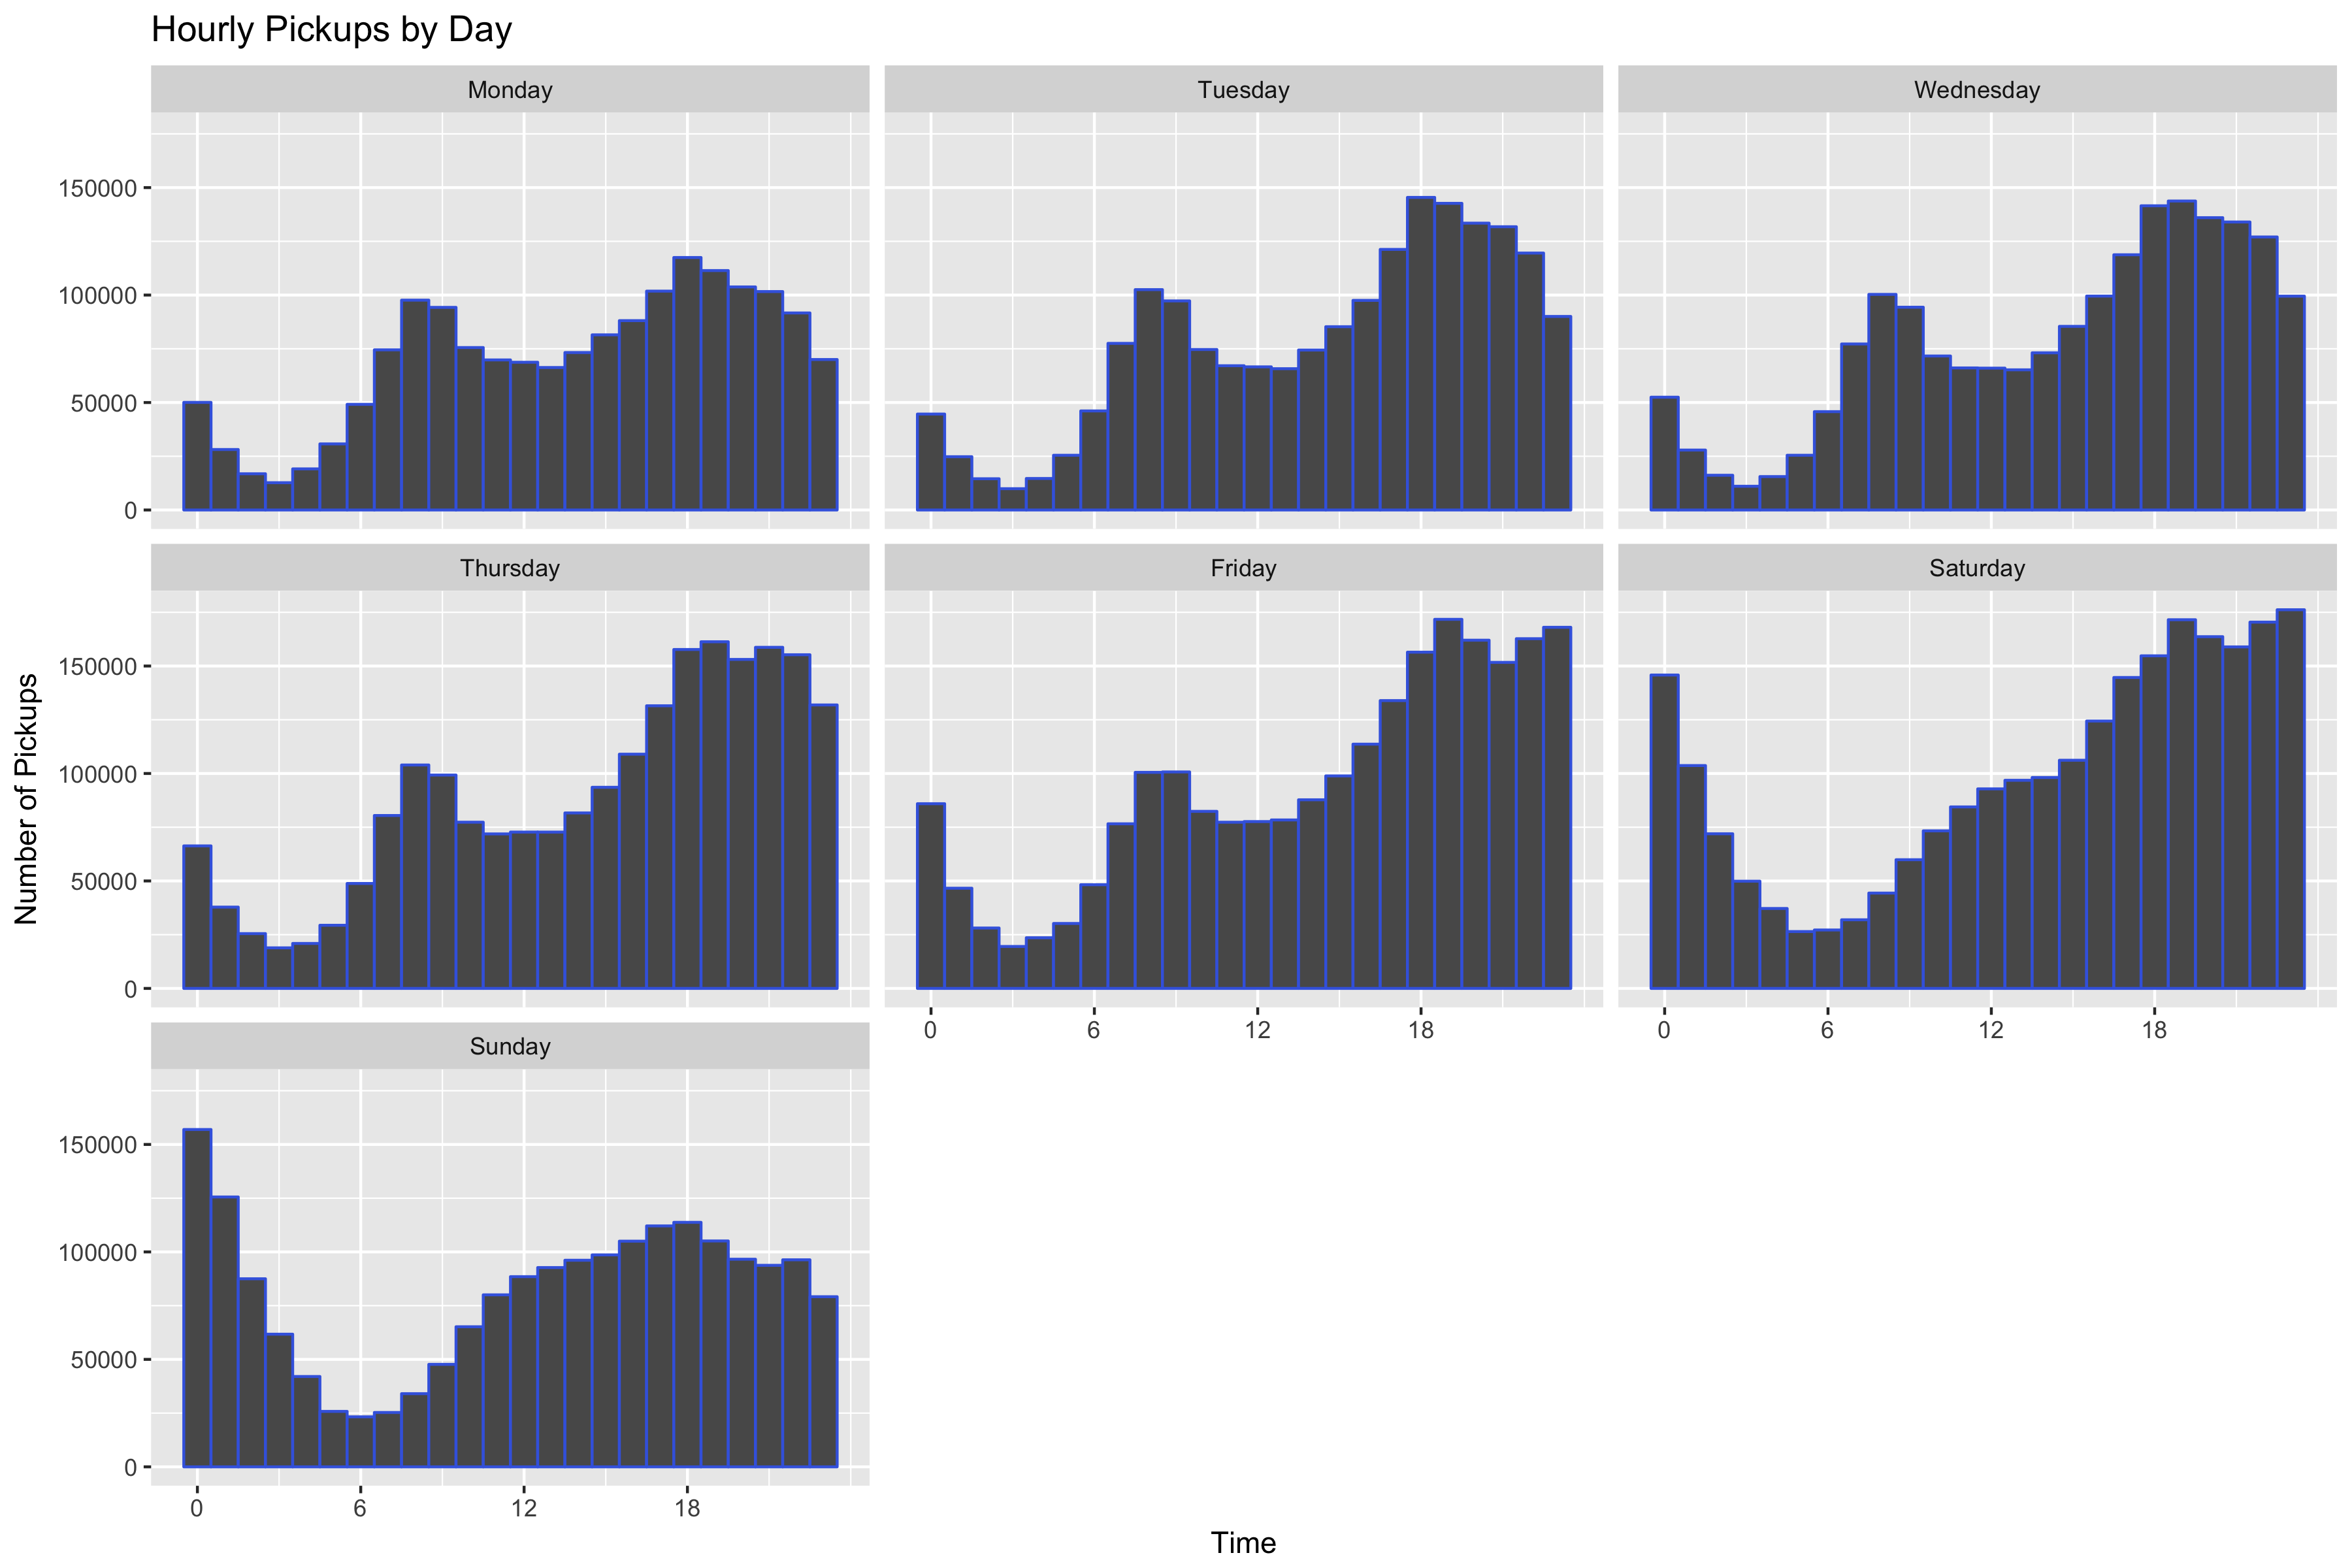 Hourly Pickups by Day
Monday
Tuesday
Wednesday
150000
100000
50000
0
Thursday
Friday
Saturday
150000
100000
50000
0
0 6 12 18
0 6 12 18
Sunday
150000
100000
50000
0
0 6 12 18
Number of Pickups
Time